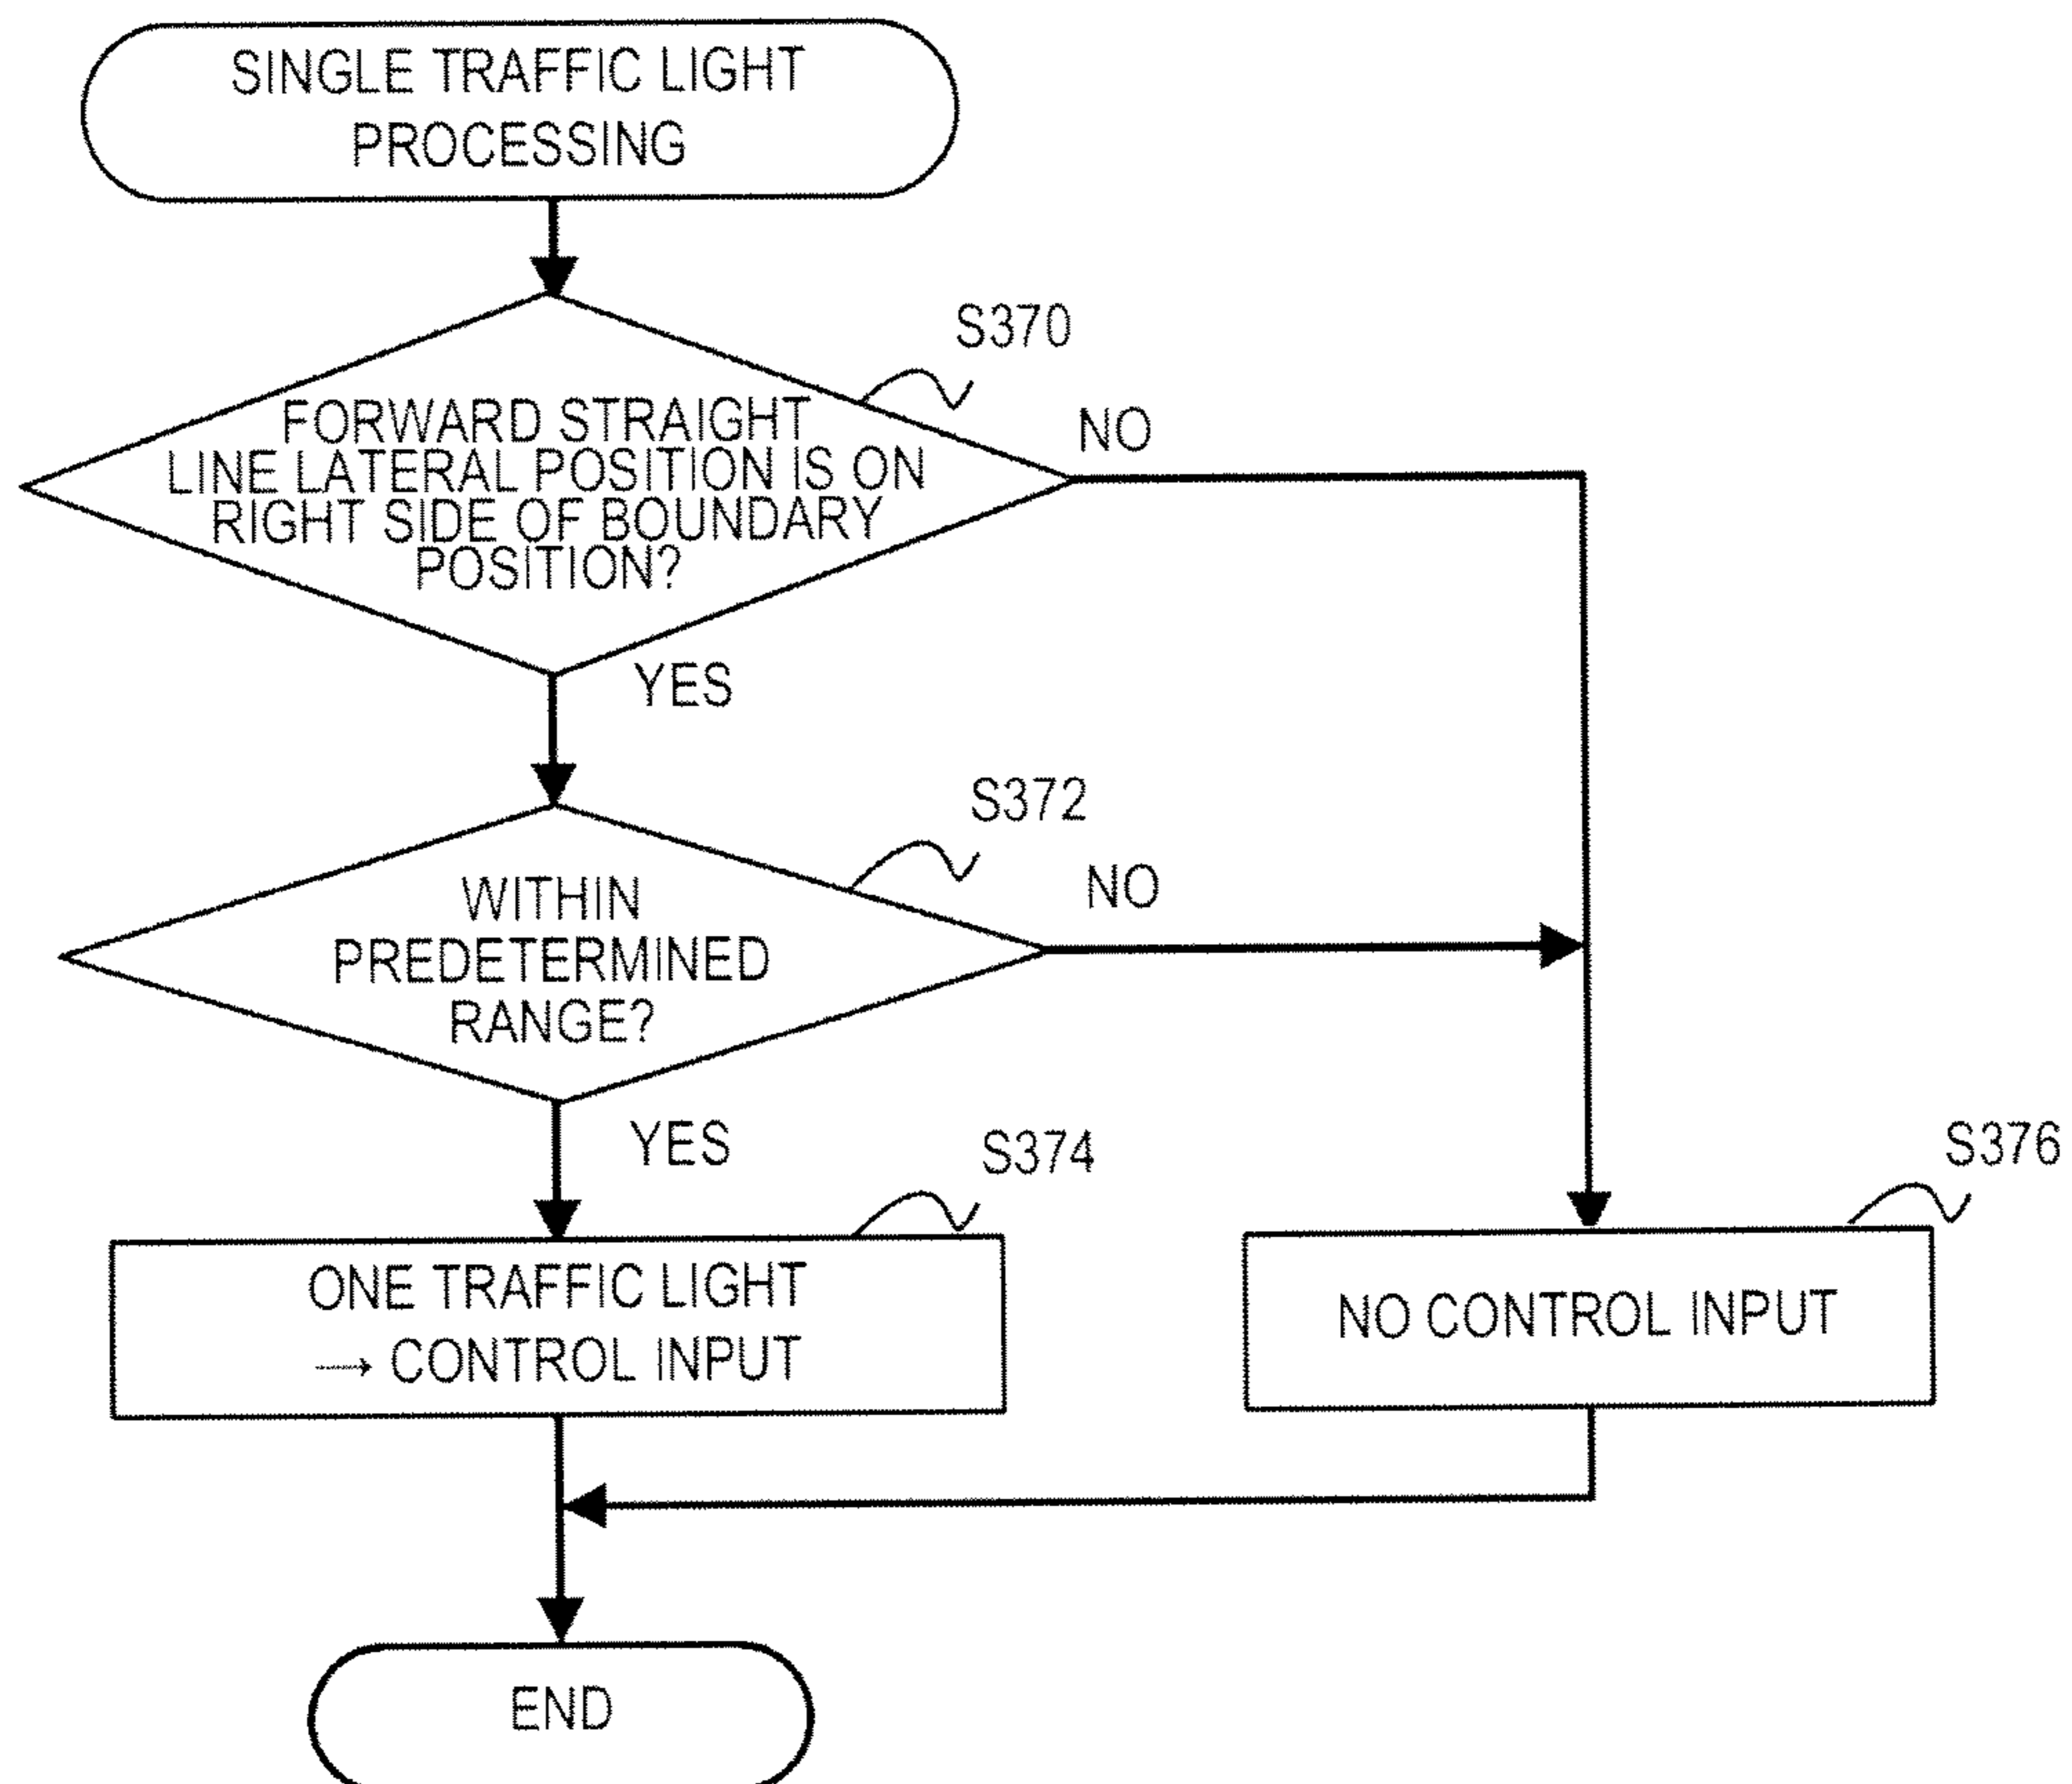 SINGLE TRAFFIC LIGHT
PROCESSING
S370
FORWARD STRAIGHT
LINE LATERAL POSITION IS ON
RIGHT SIDE OF BOUNDARY
POSITION?
NO
YES
S372
WITHIN
PREDETERMINED
RANGE?
NO
YES
S374
ONE TRAFFIC LIGHT
→ CONTROL INPUT
S376
NO CONTROL INPUT
END